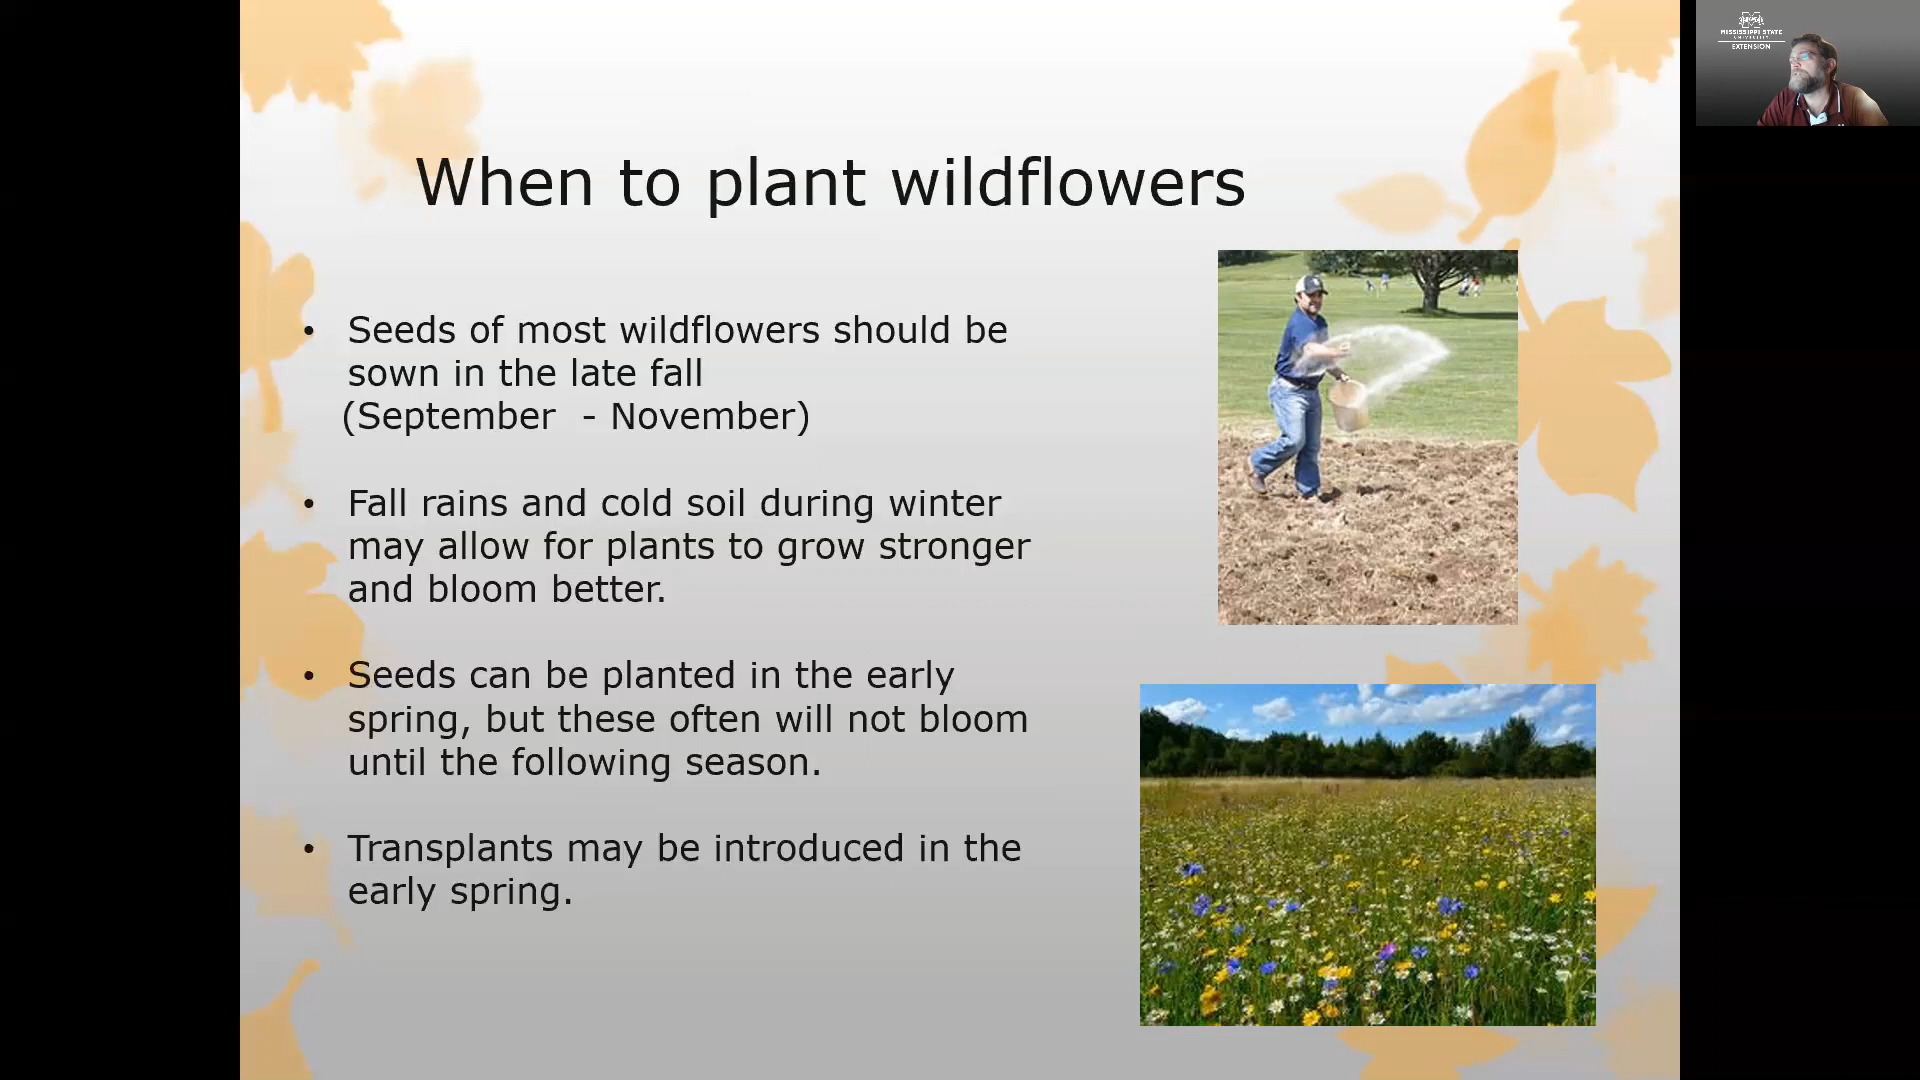 When to plant wildflowers
• Seeds of most wildflowers should be
sown in the late fall
(September - November)
• Fall rains and cold soil during winter
may allow for plants to grow stronger
and bloom better.
• Seeds can be planted in the early
spring, but these often will not bloom
until the following season.
• Transplants may be introduced in the
early spring.
MISSISSIPPI STATE
UNIVERSITY
EXTENSION